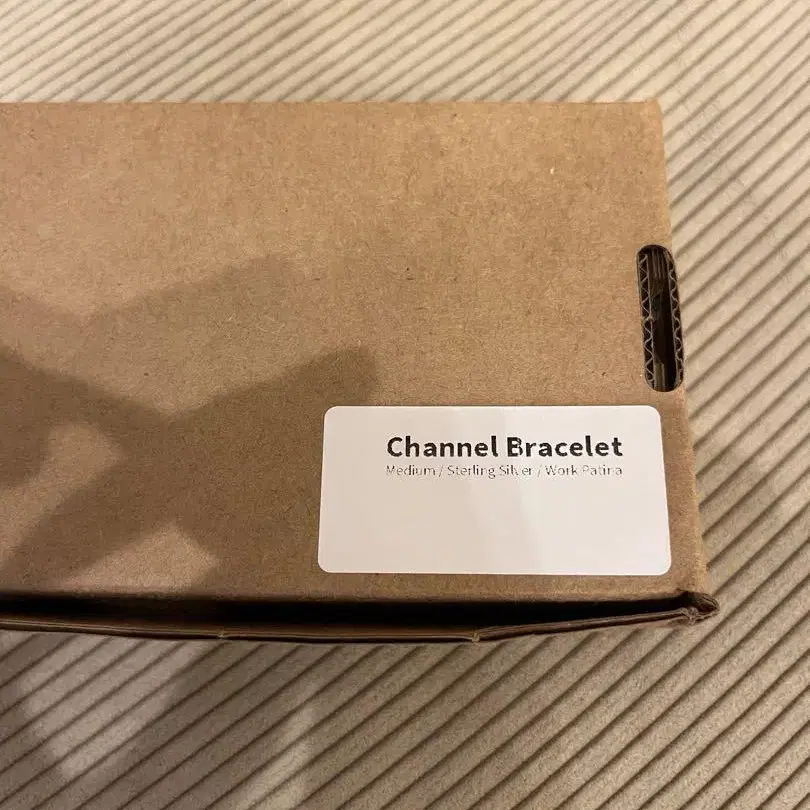 Channel Bracelet
Medium / Sterling Silver / Work Patina